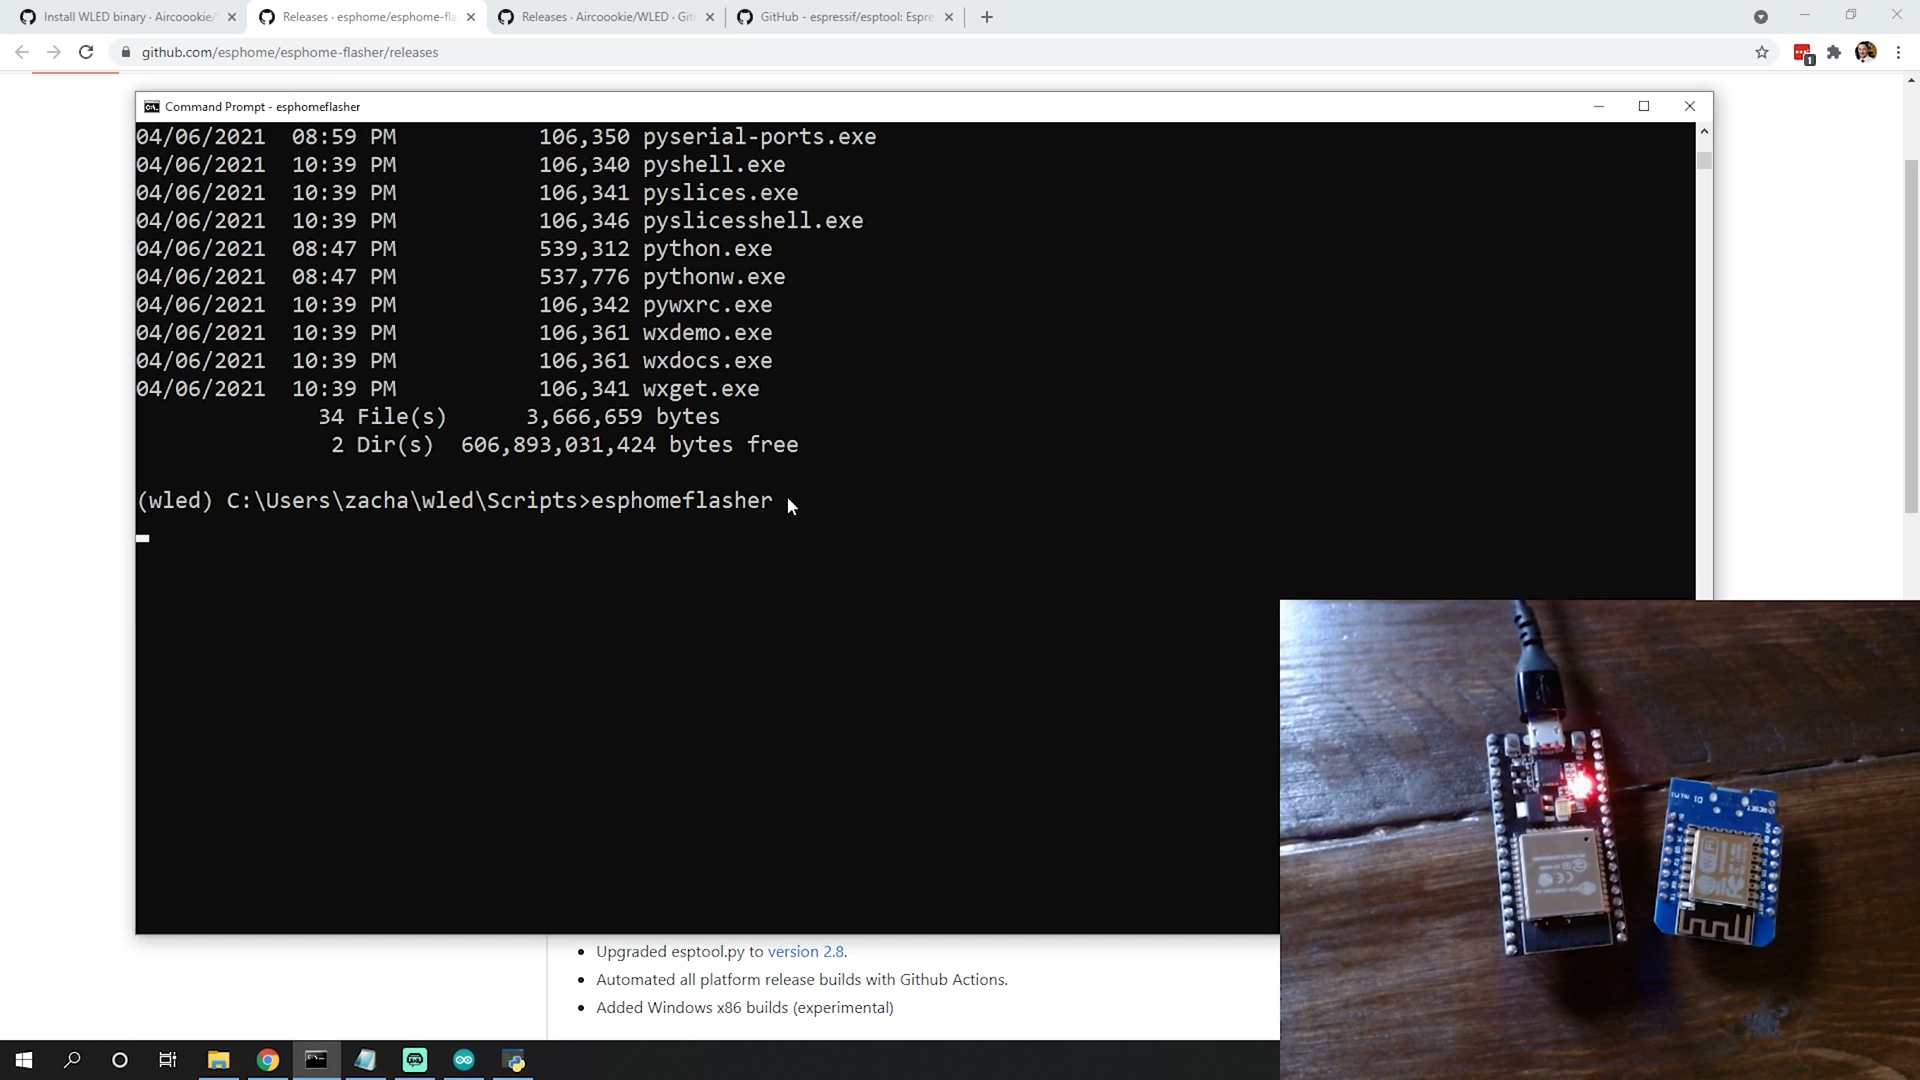 Install WLED binary · Aircoookie/
Releases · esphome/esphome-fla
Releases · Aircoookie/WLED · Git
GitHub - espressif/esptool: Espre
github.com/esphome/esphome-flasher/releases
1
Command Prompt - esphomeflasher
04/06/2021 08:59 PM 106,350 pyserial-ports.exe
04/06/2021 10:39 PM 106,340 pyshell.exe
04/06/2021 10:39 PM 106,341 pyslices.exe
04/06/2021 10:39 PM 106,346 pyslicesshell.exe
04/06/2021 08:47 PM 539,312 python.exe
04/06/2021 08:47 PM 537,776 pythonw.exe
04/06/2021 10:39 PM 106,342 pywxrc.exe
04/06/2021 10:39 PM 106,361 wxdemo.exe
04/06/2021 10:39 PM 106,361 wxdocs.exe
04/06/2021 10:39 PM 106,341 wxget.exe
34 File(s) 3,666,659 bytes
2 Dir(s) 606,893,031,424 bytes free
(wled) C:\Users\zacha\wled\Scripts>esphomeflasher
Upgraded esptool.py to version 2.8.
Automated all platform release builds with Github Actions.
Added Windows x86 builds (experimental)
D1 mini
RESET
WiFi